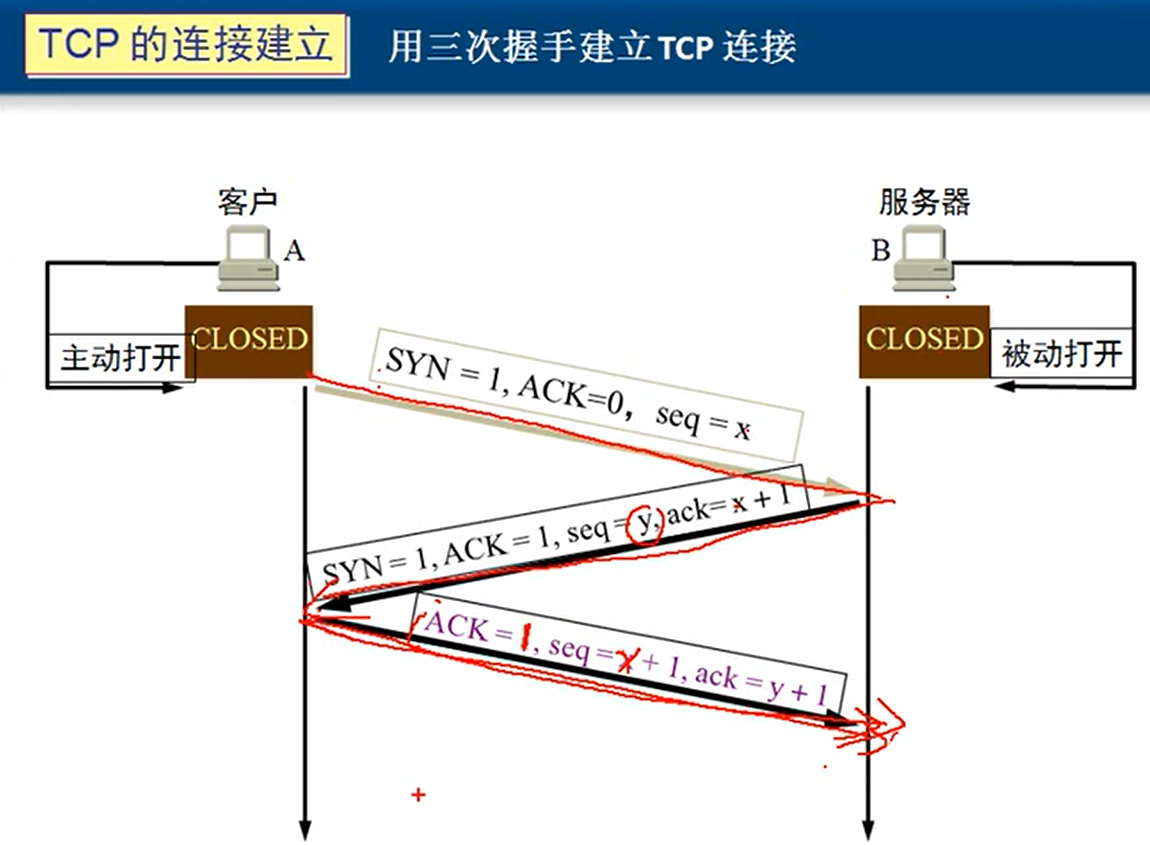 TCP 的连接建立 用三次握手建立 TCP 连接
客户
服务器
A
B
CLOSED
CLOSED
主动打开
被动打开
SYN = 1, ACK=0，seq = x
SYN = 1, ACK = 1, seq = y, ack= x + 1
ACK = 1, seq = x + 1, ack = y + 1